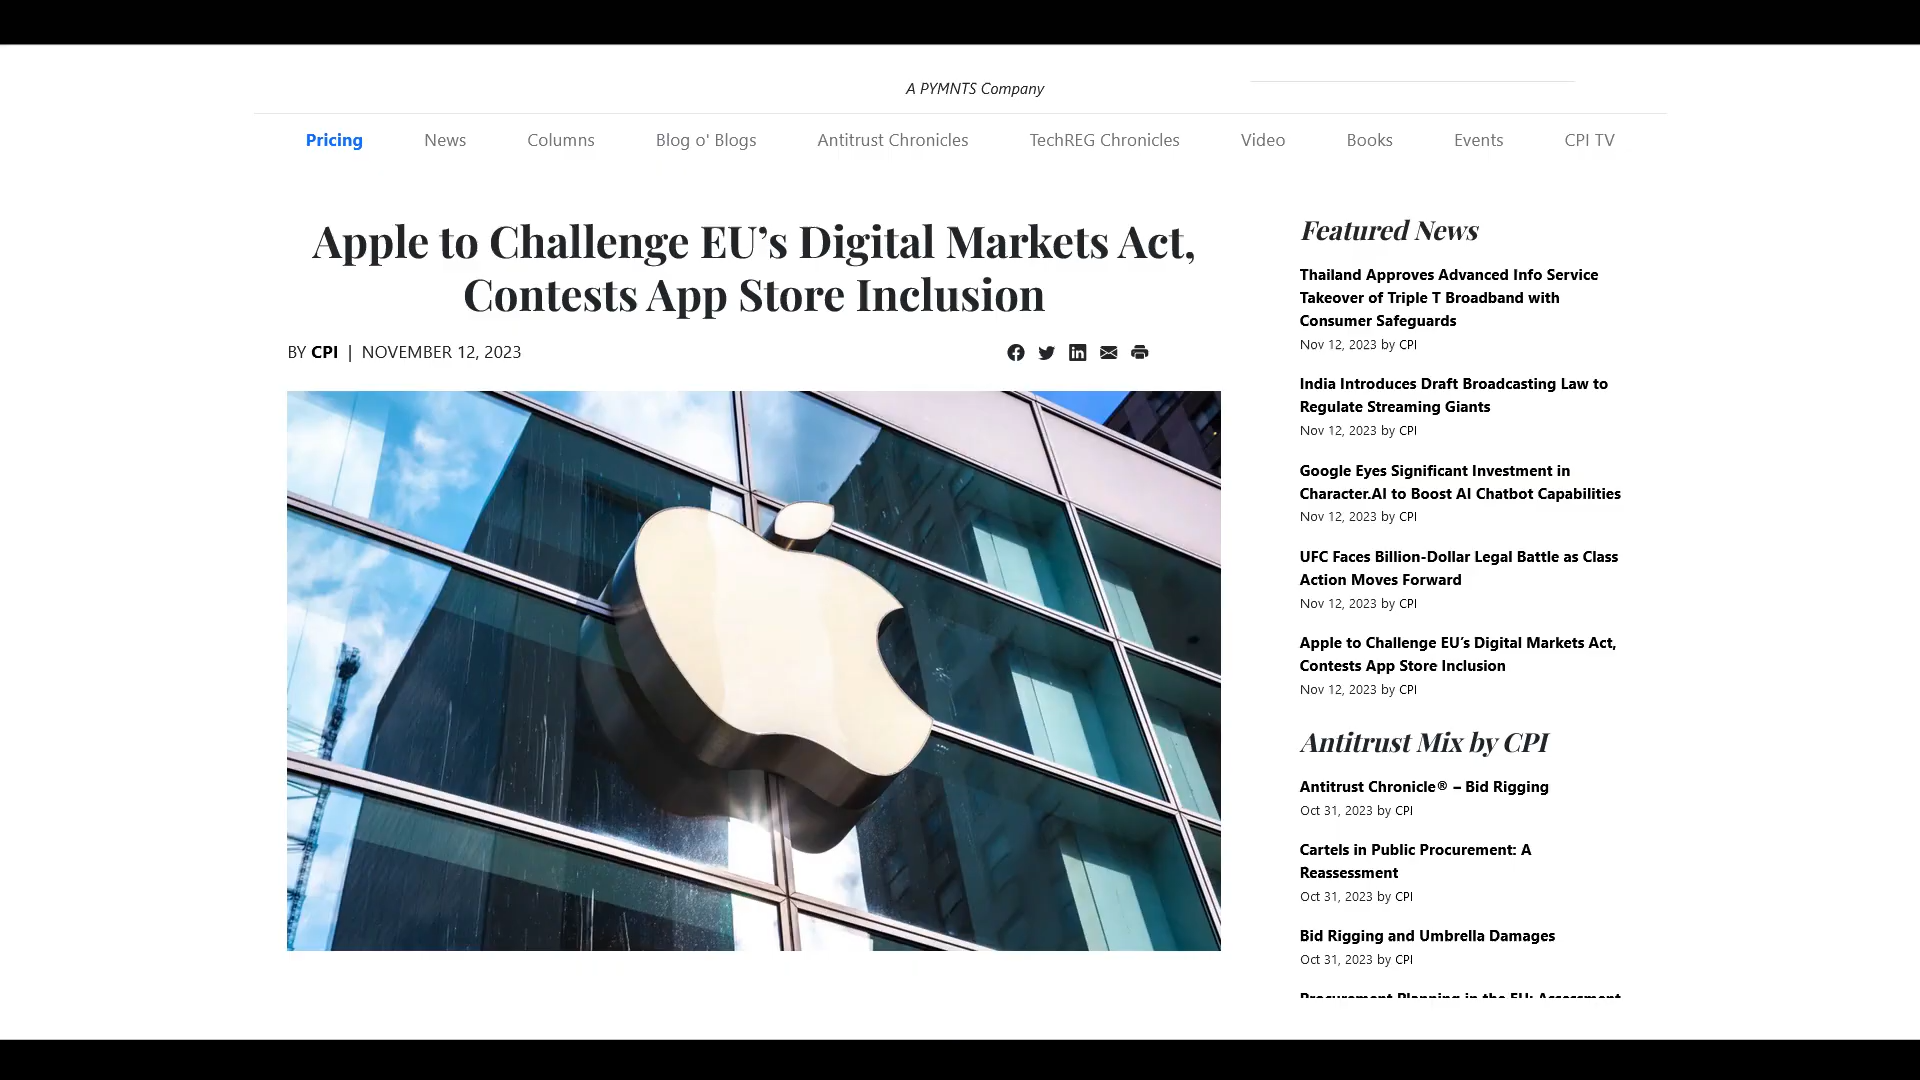 A PYMNTS Company
Pricing News Columns Blog o' Blogs Antitrust Chronicles TechREG Chronicles Video Books Events CPI TV
Apple to Challenge EU’s Digital Markets Act,
Contests App Store Inclusion
BY CPI | NOVEMBER 12, 2023
Featured News
Thailand Approves Advanced Info Service
Takeover of Triple T Broadband with
Consumer Safeguards
Nov 12, 2023 by CPI
India Introduces Draft Broadcasting Law to
Regulate Streaming Giants
Nov 12, 2023 by CPI
Google Eyes Significant Investment in
Character.AI to Boost AI Chatbot Capabilities
Nov 12, 2023 by CPI
UFC Faces Billion-Dollar Legal Battle as Class
Action Moves Forward
Nov 12, 2023 by CPI
Apple to Challenge EU’s Digital Markets Act,
Contests App Store Inclusion
Nov 12, 2023 by CPI
Antitrust Mix by CPI
Antitrust Chronicle® – Bid Rigging
Oct 31, 2023 by CPI
Cartels in Public Procurement: A
Reassessment
Oct 31, 2023 by CPI
Bid Rigging and Umbrella Damages
Oct 31, 2023 by CPI
Procurement Planning in the EU: Assessment